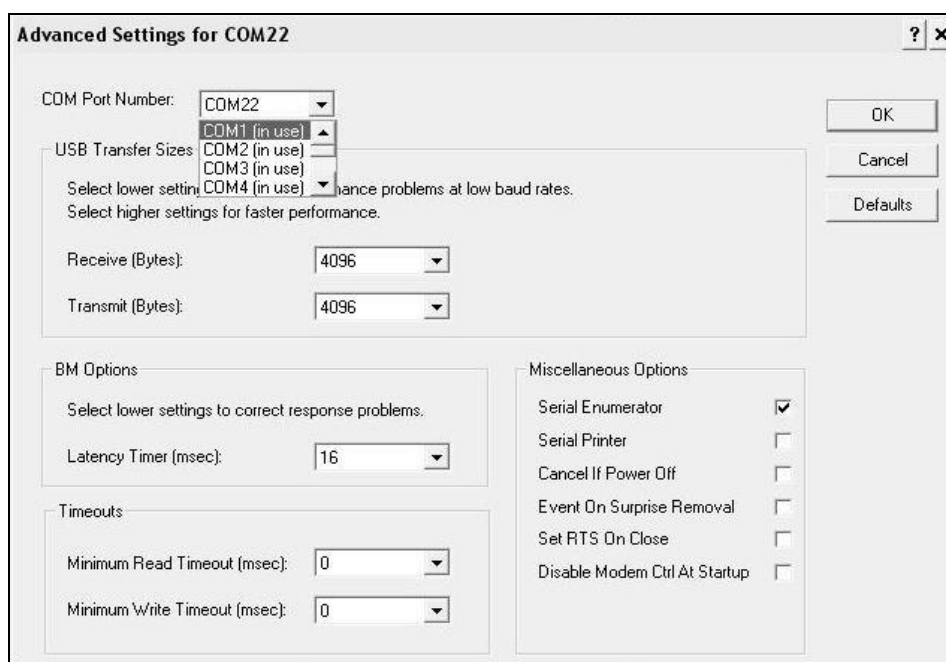 Advanced Settings for COM22
? ×
COM Port Number:
COM22
COM1 (in use)
COM2 (in use)
COM3 (in use)
COM4 (in use)
OK
Cancel
Defaults
USB Transfer Sizes
Select lower mance problems at low baud rates.
Select higher settings for faster performance.
Receive (Bytes):
4096
Transmit (Bytes):
4096
BM Options
Select lower settings to correct response problems.
Latency Timer (msec):
16
Timeouts
Minimum Read Timeout (msec):
0
Minimum Write Timeout (msec):
0
Miscellaneous Options
Serial Enumerator
Serial Printer
Cancel If Power Off
Event On Surprise Removal
Set RTS On Close
Disable Modem Ctrl At Startup